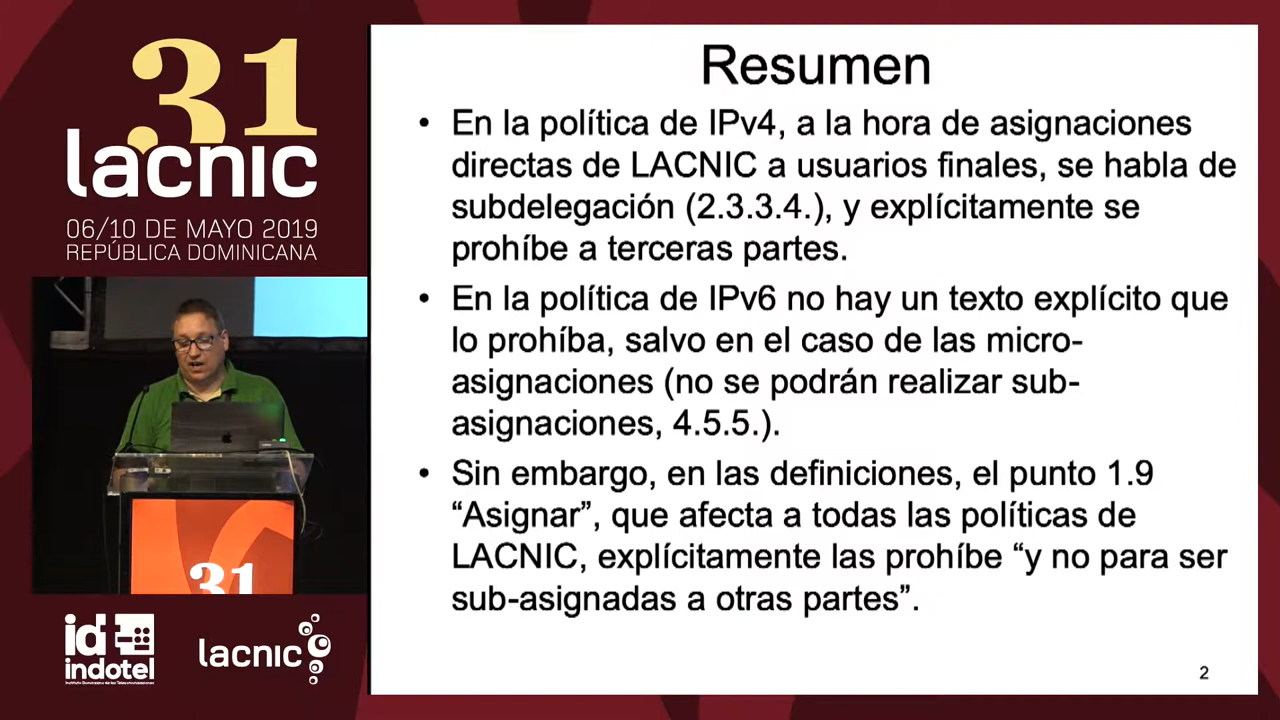 31
lacnic
06/10 DE MAYO 2019
REPÚBLICA DOMINICANA
31
id
indotel
Instituto Dominicano de las Telecomunicaciones
lacnic
Resumen
• En la política de IPv4, a la hora de asignaciones
directas de LACNIC a usuarios finales, se habla de
subdelegación (2.3.3.4.), y explícitamente se
prohíbe a terceras partes.
• En la política de IPv6 no hay un texto explícito que
lo prohíba, salvo en el caso de las micro-
asignaciones (no se podrán realizar sub-
asignaciones, 4.5.5.).
• Sin embargo, en las definiciones, el punto 1.9
“Asignar”, que afecta a todas las políticas de
LACNIC, explícitamente las prohíbe “y no para ser
sub-asignadas a otras partes”.
2